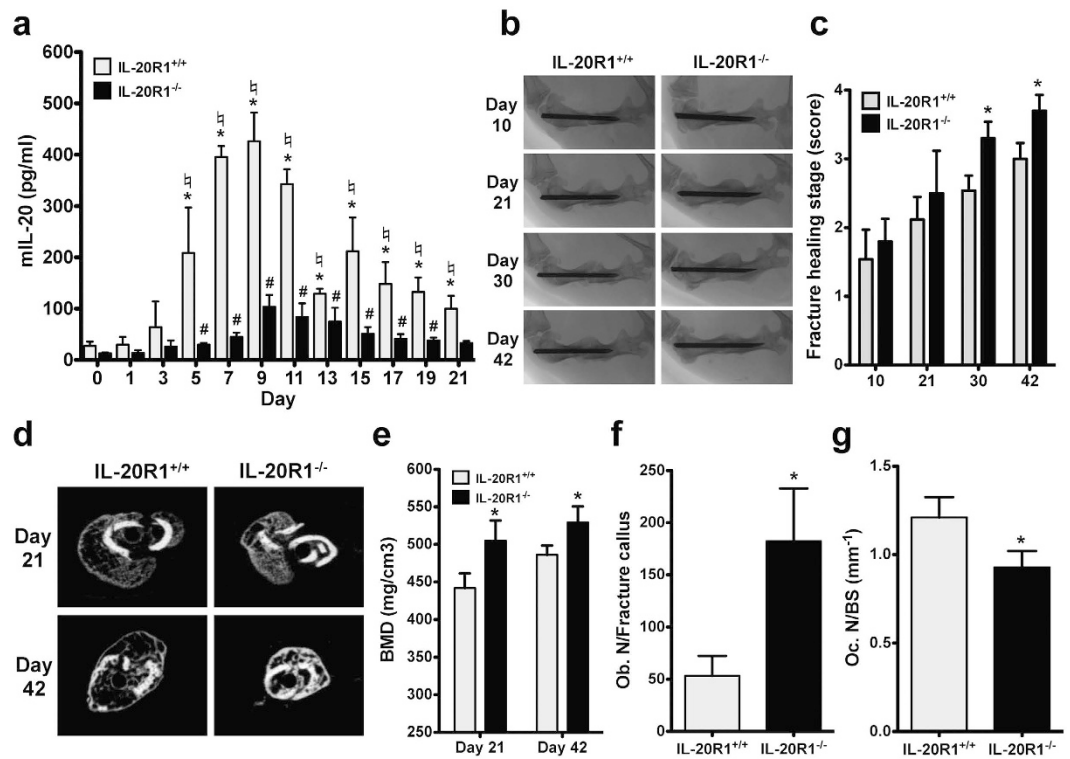 a
600
500
400
300
200
100
0
mIL-20 (pg/ml)
IL-20R1+/+
IL-20R1-/-
♮ ♮ ♮ ♮ ♮ ♮ ♮ ♮ ♮
* * * * * * * * *
# # # # # # # #
0 1 3 5 7 9 11 13 15 17 19 21
Day
b
IL-20R1+/+ IL-20R1-/-
Day
10
Day
21
Day
30
Day
42
c
Fracture healing stage (score)
4
3
2
1
0
IL-20R1+/+
IL-20R1-/-
* *
10 21 30 42
d
IL-20R1+/+ IL-20R1-/-
Day
21
Day
42
e
BMD (mg/cm3)
600
550
500
450
400
350
300
250
IL-20R1+/+
IL-20R1-/-
* *
Day 21 Day 42
f
Ob. N/Fracture callus
250
200
150
100
50
0
*
IL-20R1+/+ IL-20R1-/-
g
Oc. N/BS (mm-1)
1.5
1.0
0.5
0.0
*
IL-20R1+/+ IL-20R1-/-